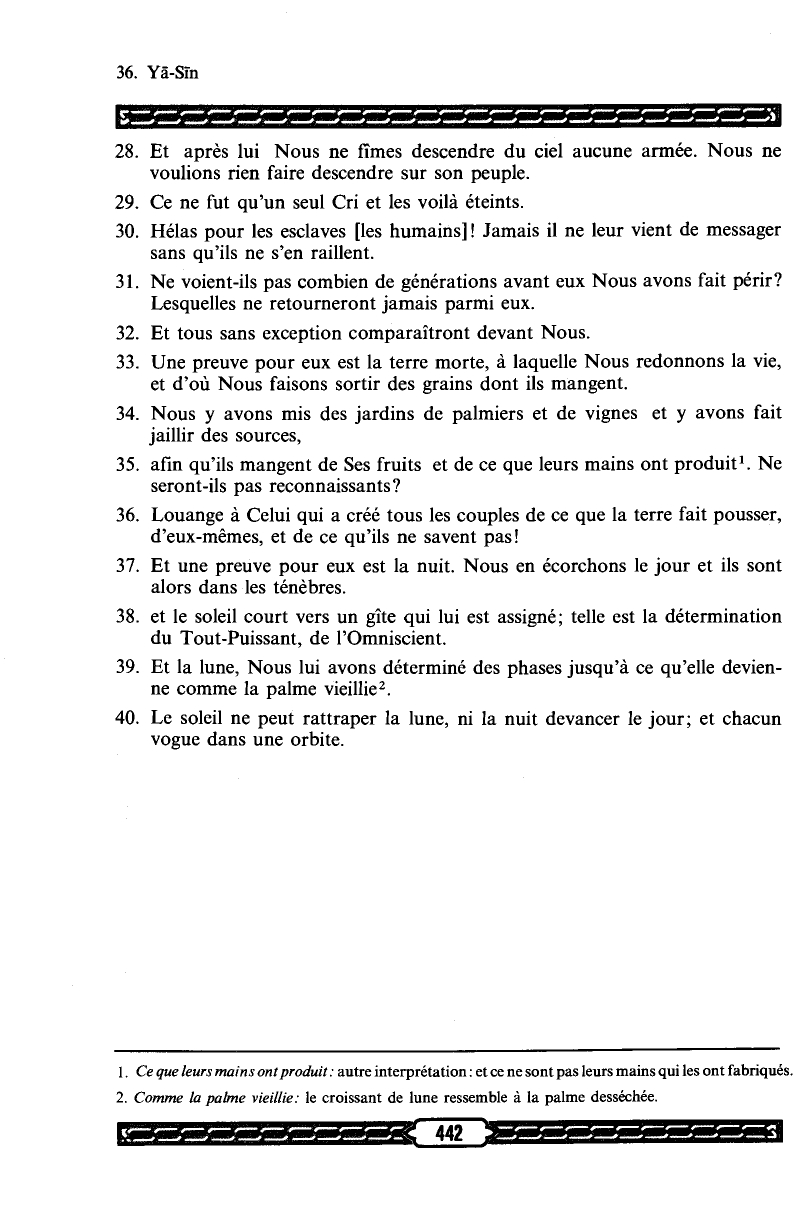 36. Yā-Sīn
28. Et après lui Nous ne fîmes descendre du ciel aucune armée. Nous ne
voulions rien faire descendre sur son peuple.
29. Ce ne fut qu’un seul Cri et les voilà éteints.
30. Hélas pour les esclaves [les humains]! Jamais il ne leur vient de messager
sans qu’ils ne s’en raillent.
31. Ne voient-ils pas combien de générations avant eux Nous avons fait périr?
Lesquelles ne retourneront jamais parmi eux.
32. Et tous sans exception comparaîtront devant Nous.
33. Une preuve pour eux est la terre morte, à laquelle Nous redonnons la vie,
et d’où Nous faisons sortir des grains dont ils mangent.
34. Nous y avons mis des jardins de palmiers et de vignes et y avons fait
jaillir des sources,
35. afin qu’ils mangent de Ses fruits et de ce que leurs mains ont produit¹. Ne
seront-ils pas reconnaissants?
36. Louange à Celui qui a créé tous les couples de ce que la terre fait pousser,
d’eux-mêmes, et de ce qu’ils ne savent pas!
37. Et une preuve pour eux est la nuit. Nous en écorchons le jour et ils sont
alors dans les ténèbres.
38. et le soleil court vers un gîte qui lui est assigné; telle est la détermination
du Tout-Puissant, de l’Omniscient.
39. Et la lune, Nous lui avons déterminé des phases jusqu’à ce qu’elle devien-
ne comme la palme vieillie².
40. Le soleil ne peut rattraper la lune, ni la nuit devancer le jour; et chacun
vogue dans une orbite.
1. Ce que leurs mains ont produit: autre interprétation: et ce ne sont pas leurs mains qui les ont fabriqués.
2. Comme la palme vieillie: le croissant de lune ressemble à la palme desséchée.
442